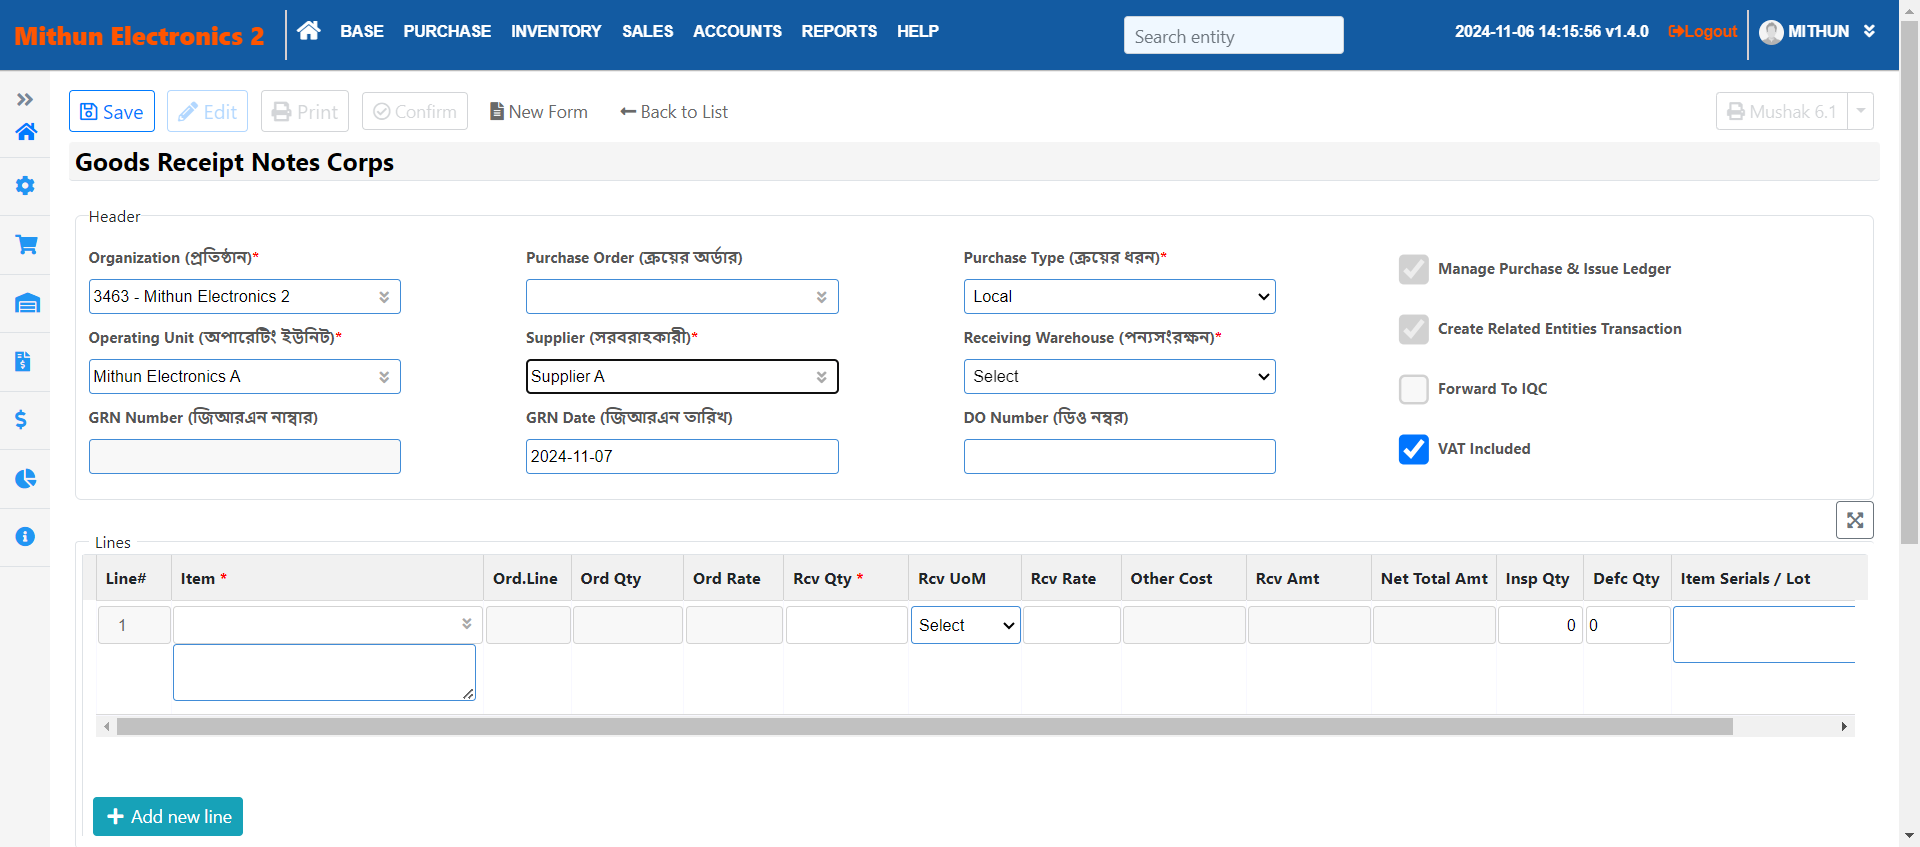 Mithun Electronics 2
BASE PURCHASE INVENTORY SALES ACCOUNTS REPORTS HELP
Search entity
2024-11-06 14:15:56 v1.4.0 Logout MITHUN
Save Edit Print Confirm New Form Back to List Mushak 6.1
Goods Receipt Notes Corps
Header
Organization (প্রতিষ্ঠান)* Purchase Order (ক্রয়ের অর্ডার) Purchase Type (ক্রয়ের ধরন)* Manage Purchase & Issue Ledger
3463 - Mithun Electronics 2 Local
Create Related Entities Transaction
Operating Unit (অপারেটিং ইউনিট)* Supplier (সরবরাহকারী)* Receiving Warehouse (পন্যসংরক্ষন)*
Mithun Electronics A Supplier A Select
Forward To IQC
GRN Number (জিআরএন নাম্বার) GRN Date (জিআরএন তারিখ) DO Number (ডিও নম্বর)
2024-11-07
VAT Included
Lines
Line# Item * Ord.Line Ord Qty Ord Rate Rcv Qty * Rcv UoM Rcv Rate Other Cost Rcv Amt Net Total Amt Insp Qty Defc Qty Item Serials / Lot
1 Select 0 0
Add new line